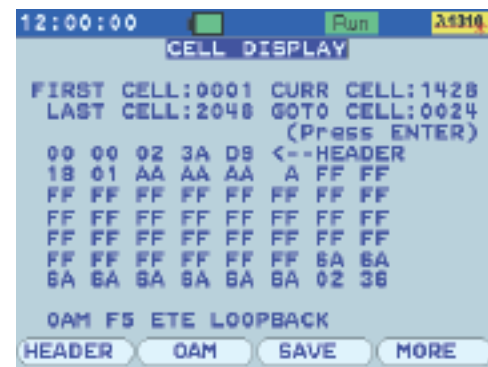 12:00:00 Run λ1310
CELL DISPLAY
FIRST CELL:0001 CURR CELL:1428
LAST CELL:2048 GOTO CELL:0024
(Press ENTER)
00 00 02 3A D9 <--HEADER
18 01 AA AA AA A FF FF
FF FF FF FF FF FF FF FF
FF FF FF FF FF FF FF FF
FF FF FF FF FF FF FF FF
FF FF FF FF FF FF 6A 6A
6A 6A 6A 6A 6A 6A 02 36
OAM F5 ETE LOOPBACK
HEADER OAM SAVE MORE